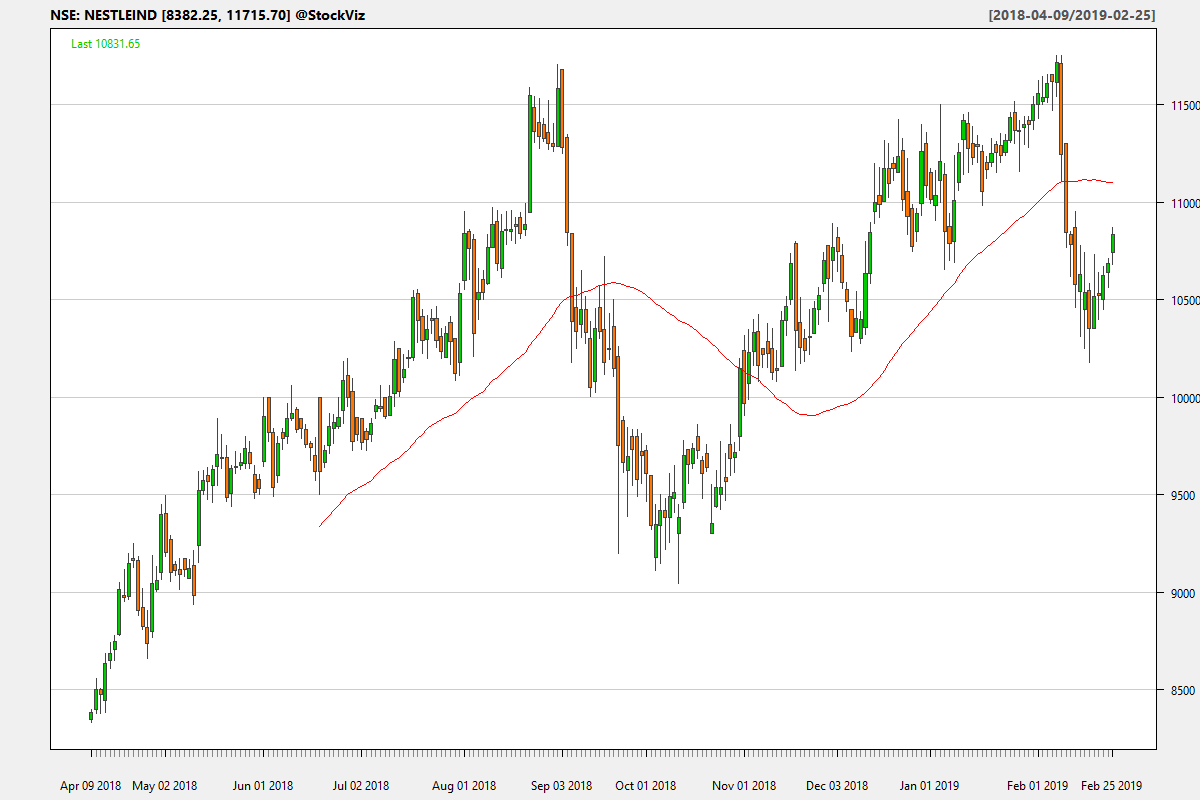 NSE: NESTLEIND [8382.25, 11715.70] @StockViz
[2018-04-09/2019-02-25]
Last 10831.65
11500
11000
10500
10000
9500
9000
8500
Apr 09 2018 May 02 2018 Jun 01 2018 Jul 02 2018 Aug 01 2018 Sep 03 2018 Oct 01 2018 Nov 01 2018 Dec 03 2018 Jan 01 2019 Feb 01 2019 Feb 25 2019